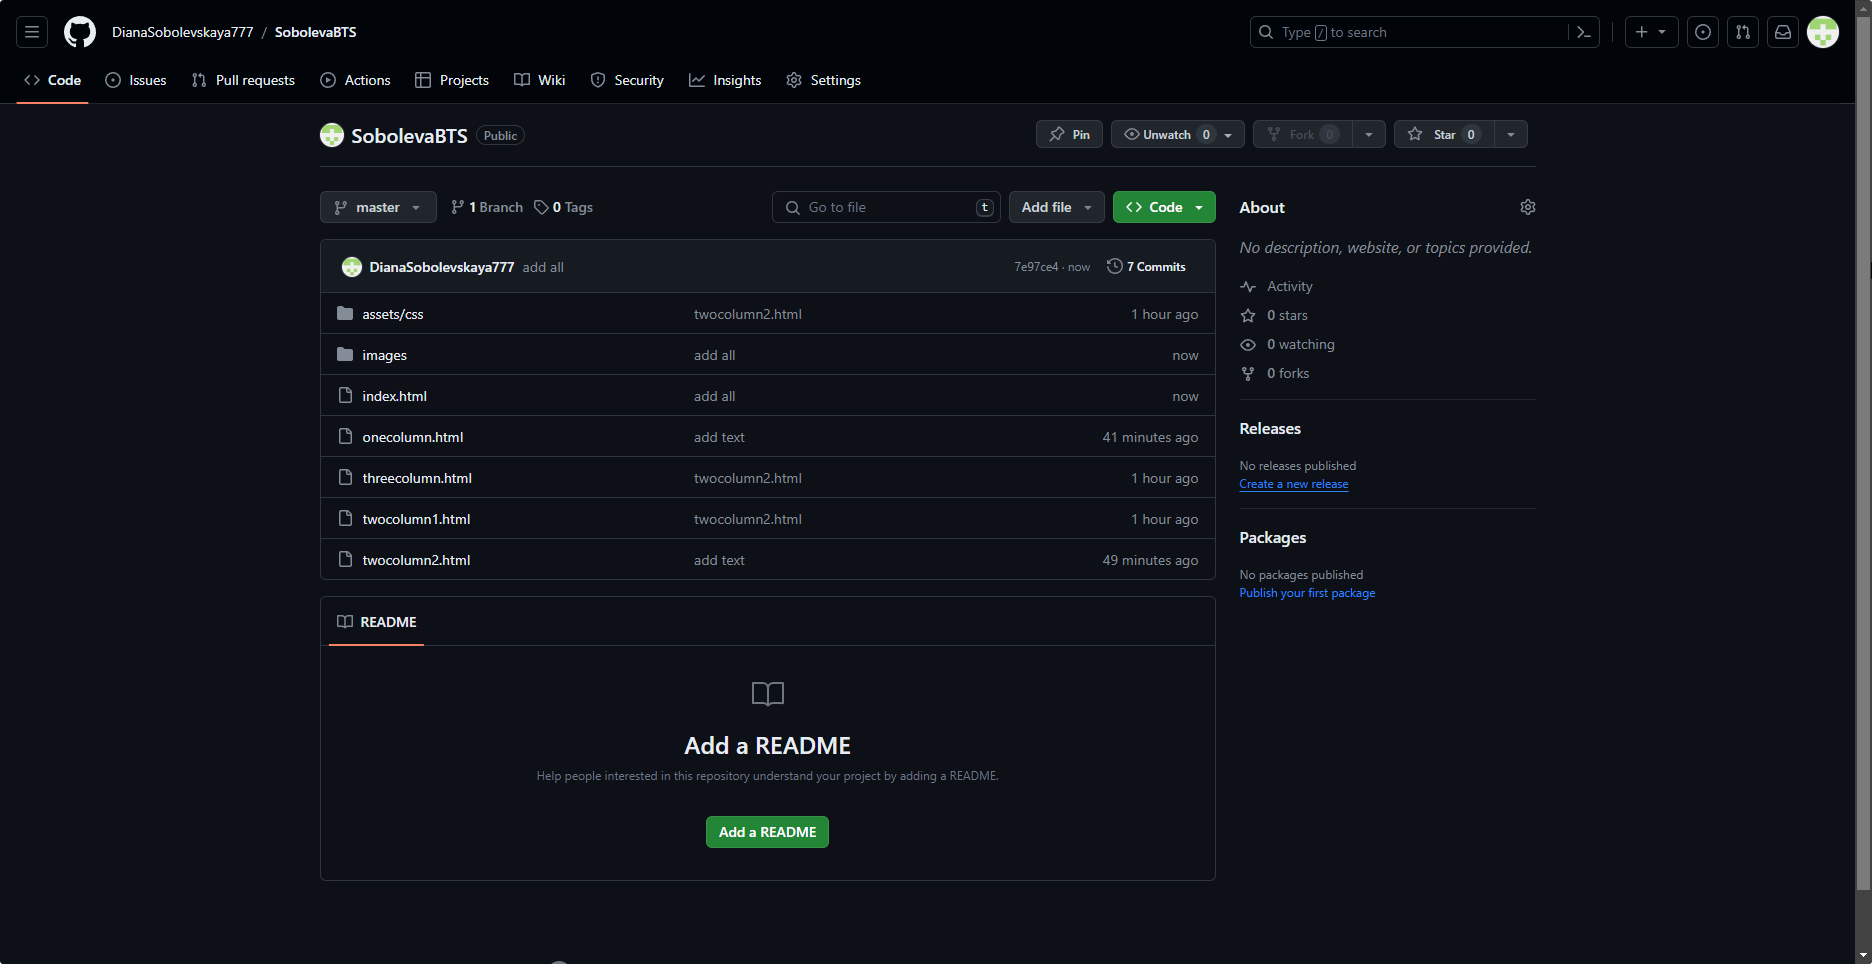 DianaSobolevskaya777 / SobolevaBTS
Type / to search
Code Issues Pull requests Actions Projects Wiki Security Insights Settings
SobolevaBTS Public
Pin Unwatch 0 Fork 0 Star 0
master 1 Branch 0 Tags Go to file t Add file Code
DianaSobolevskaya777 add all 7e97ce4 · now 7 Commits
assets/css twocolumn2.html 1 hour ago
images add all now
index.html add all now
onecolumn.html add text 41 minutes ago
threecolumn.html twocolumn2.html 1 hour ago
twocolumn1.html twocolumn2.html 1 hour ago
twocolumn2.html add text 49 minutes ago
README
Add a README
Help people interested in this repository understand your project by adding a README.
Add a README
About
No description, website, or topics provided.
Activity
0 stars
0 watching
0 forks
Releases
No releases published
Create a new release
Packages
No packages published
Publish your first package